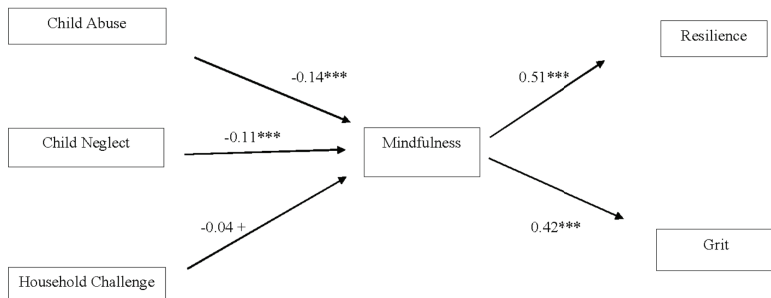 Child Abuse
Resilience
-0.14***
0.51***
Child Neglect
-0.11***
Mindfulness
-0.04 +
0.42***
Grit
Household Challenge